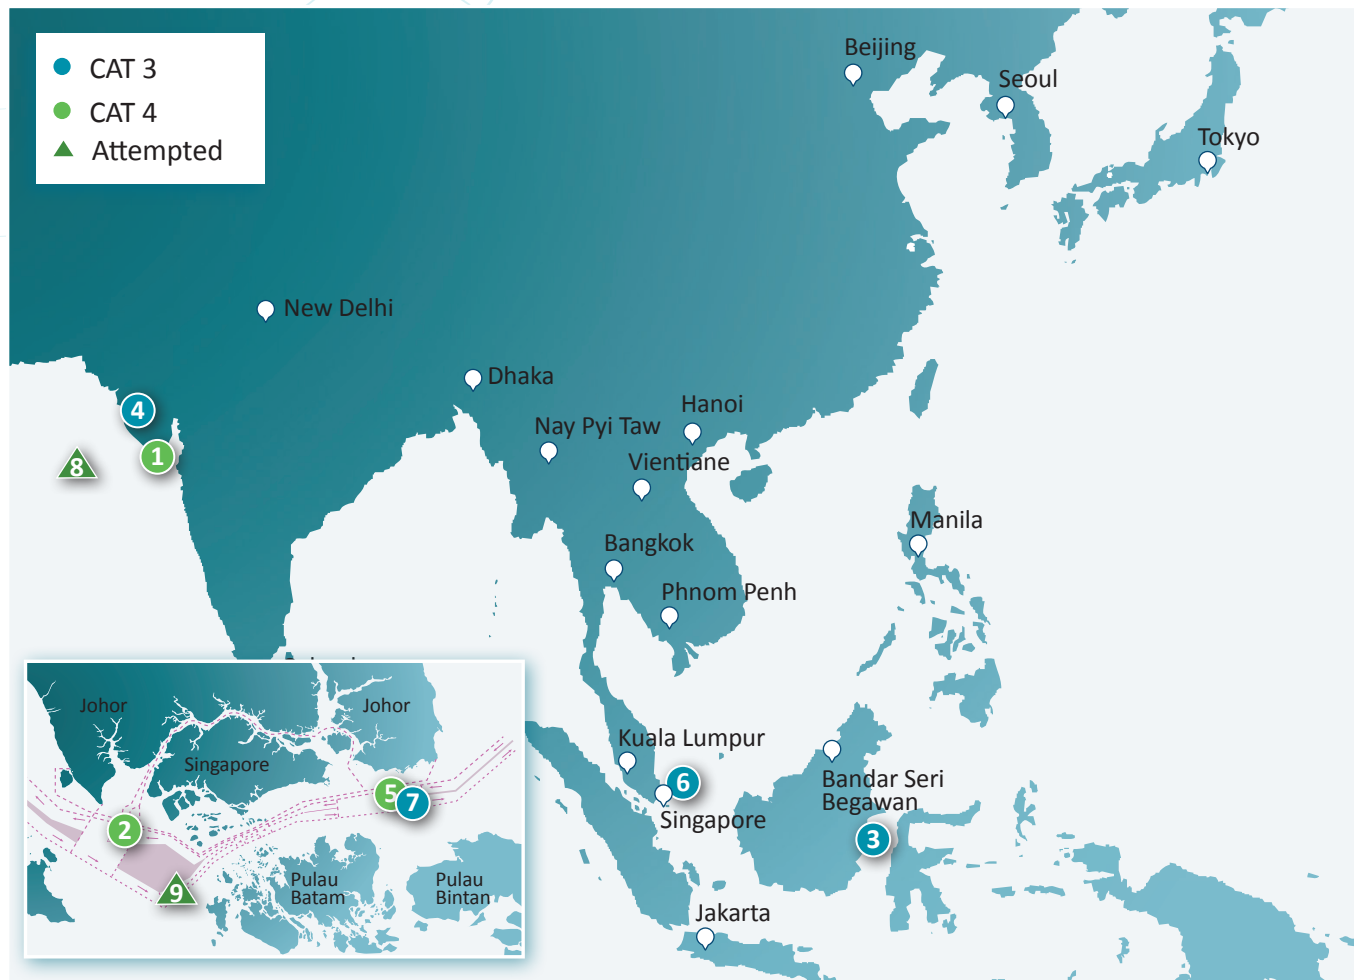 CAT 3
CAT 4
Attempted
Beijing
Seoul
Tokyo
New Delhi
Dhaka
Hanoi
Nay Pyi Taw
Vientiane
4
1
8
Manila
Bangkok
Phnom Penh
Kuala Lumpur
6
Singapore
Bandar Seri
Begawan
3
Jakarta
Johor
Johor
Singapore
5
7
2
9
Pulau
Batam
Pulau
Bintan